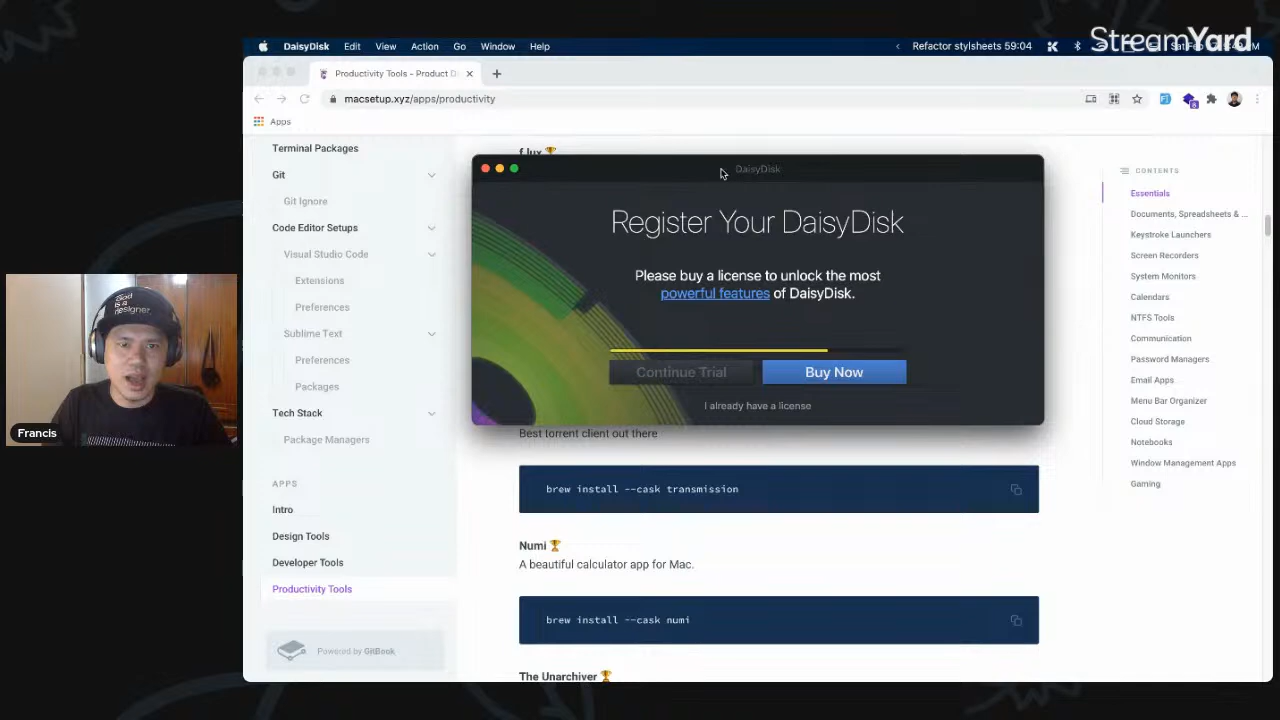 StreamYard
DaisyDisk Edit View Action Go Window Help
Refactor stylsheets 59:04
Productivity Tools - Product D
macsetup.xyz/apps/productivity
Apps
Terminal Packages
Git
Git Ignore
Code Editor Setups
Visual Studio Code
Extensions
Preferences
Sublime Text
Preferences
Packages
Tech Stack
Package Managers
APPS
Intro
Design Tools
Developer Tools
Productivity Tools
Powered by GitBook
f.lux
DaisyDisk
Register Your DaisyDisk
Please buy a license to unlock the most
powerful features of DaisyDisk.
Continue Trial
Buy Now
I already have a license
Best torrent client out there
brew install --cask transmission
Numi
A beautiful calculator app for Mac.
brew install --cask numi
The Unarchiver
CONTENTS
Essentials
Documents, Spreadsheets & ...
Keystroke Launchers
Screen Recorders
System Monitors
Calendars
NTFS Tools
Communication
Password Managers
Email Apps
Menu Bar Organizer
Cloud Storage
Notebooks
Window Management Apps
Gaming
God
is a
designer.
Francis